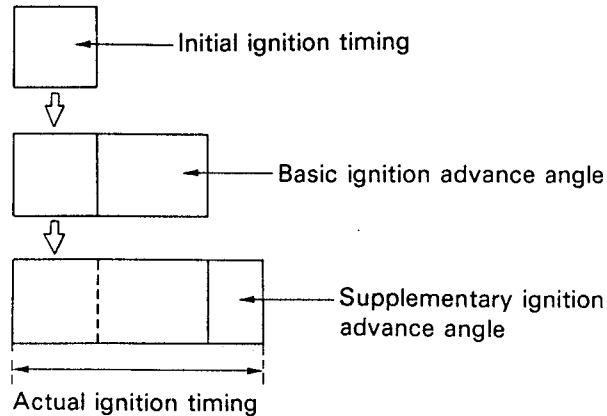 Initial ignition timing
Basic ignition advance angle
Supplementary ignition
advance angle
Actual ignition timing